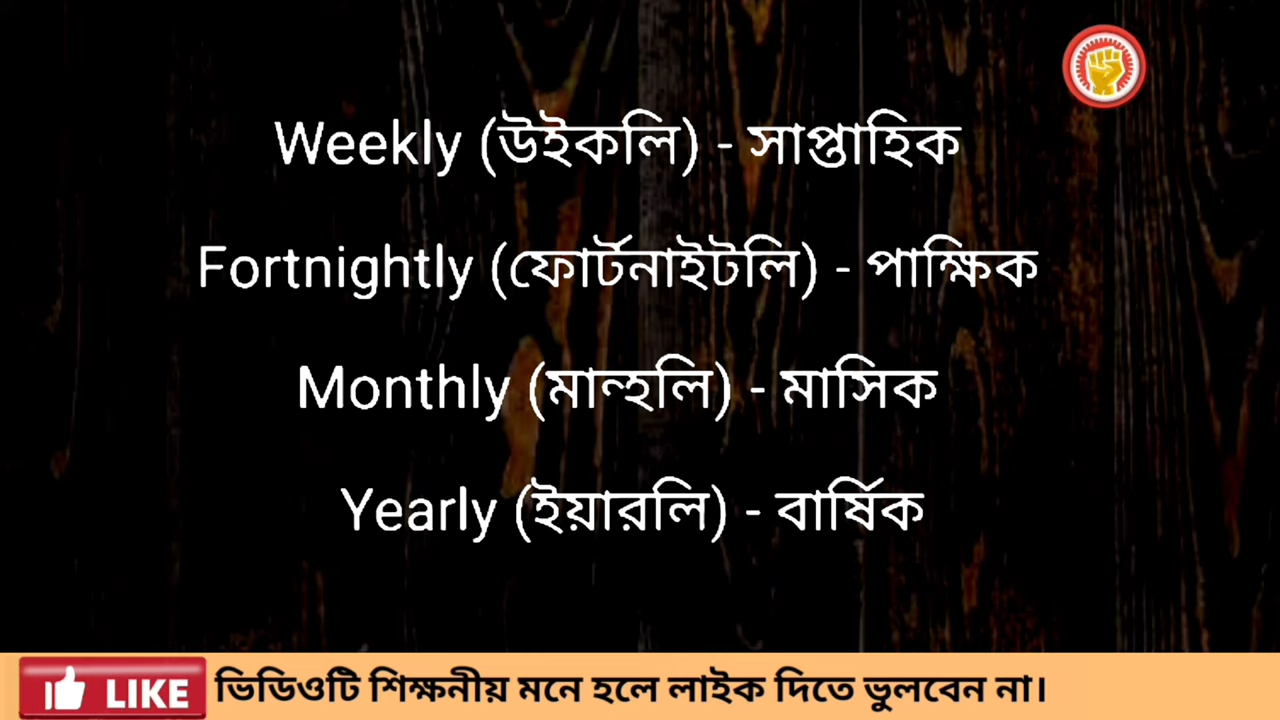 Weekly (উইকলি) - সাপ্তাহিক
Fortnightly (ফোর্টনাইটলি) - পাক্ষিক
Monthly (মান্হলি) - মাসিক
Yearly (ইয়ারলি) - বার্ষিক
LIKE ভিডিওটি শিক্ষনীয় মনে হলে লাইক দিতে ভুলবেন না।